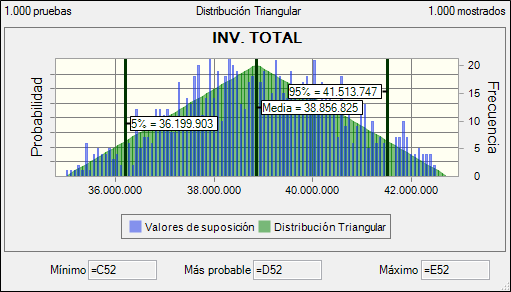 1.000 pruebas Distribución Triangular 1.000 mostrados
INV. TOTAL
Probabilidad
Frecuencia
20
15
10
5
0
95% = 41.513.747
Media = 38.856.825
5% = 36.199.903
36.000.000 38.000.000 40.000.000 42.000.000
Valores de suposición Distribución Triangular
Mínimo =C52 Más probable =D52 Máximo =E52